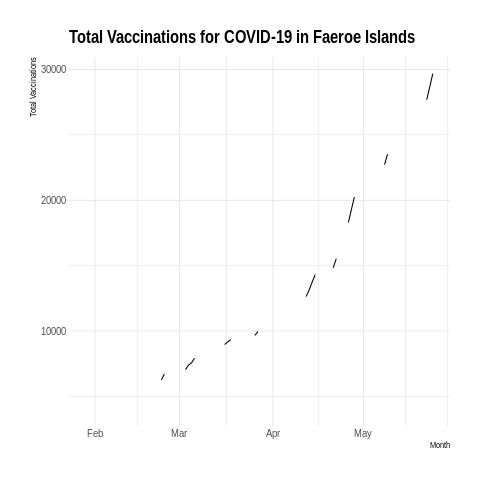 Total Vaccinations for COVID-19 in Faeroe Islands
Total Vaccinations
30000
20000
10000
Feb Mar Apr May
Month